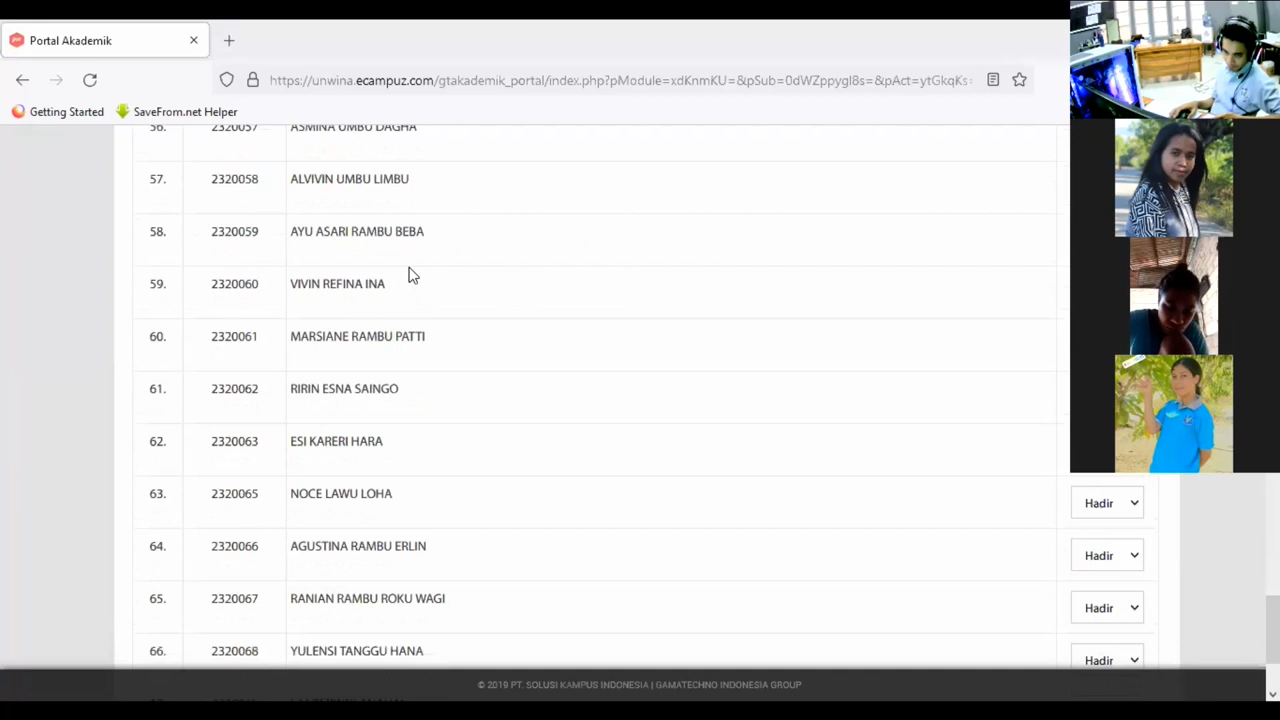 Portal Akademik
https://unwina.ecampuz.com/gtakademik_portal/index.php?pModule=xdKnmKU=&pSub=0dWZppygl8s=&pAct=ytGkqKs=
Getting Started SaveFrom.net Helper
56. 2320057 ASMINA UMBU DAGHA
57. 2320058 ALVIVIN UMBU LIMBU
58. 2320059 AYU ASARI RAMBU BEBA
59. 2320060 VIVIN REFINA INA
60. 2320061 MARSIANE RAMBU PATTI
61. 2320062 RIRIN ESNA SAINGO
62. 2320063 ESI KARERI HARA
63. 2320065 NOCE LAWU LOHA Hadir
64. 2320066 AGUSTINA RAMBU ERLIN Hadir
65. 2320067 RANIAN RAMBU ROKU WAGI Hadir
66. 2320068 YULENSI TANGGU HANA Hadir
© 2019 PT. SOLUSI KAMPUS INDONESIA | GAMATECHNO INDONESIA GROUP